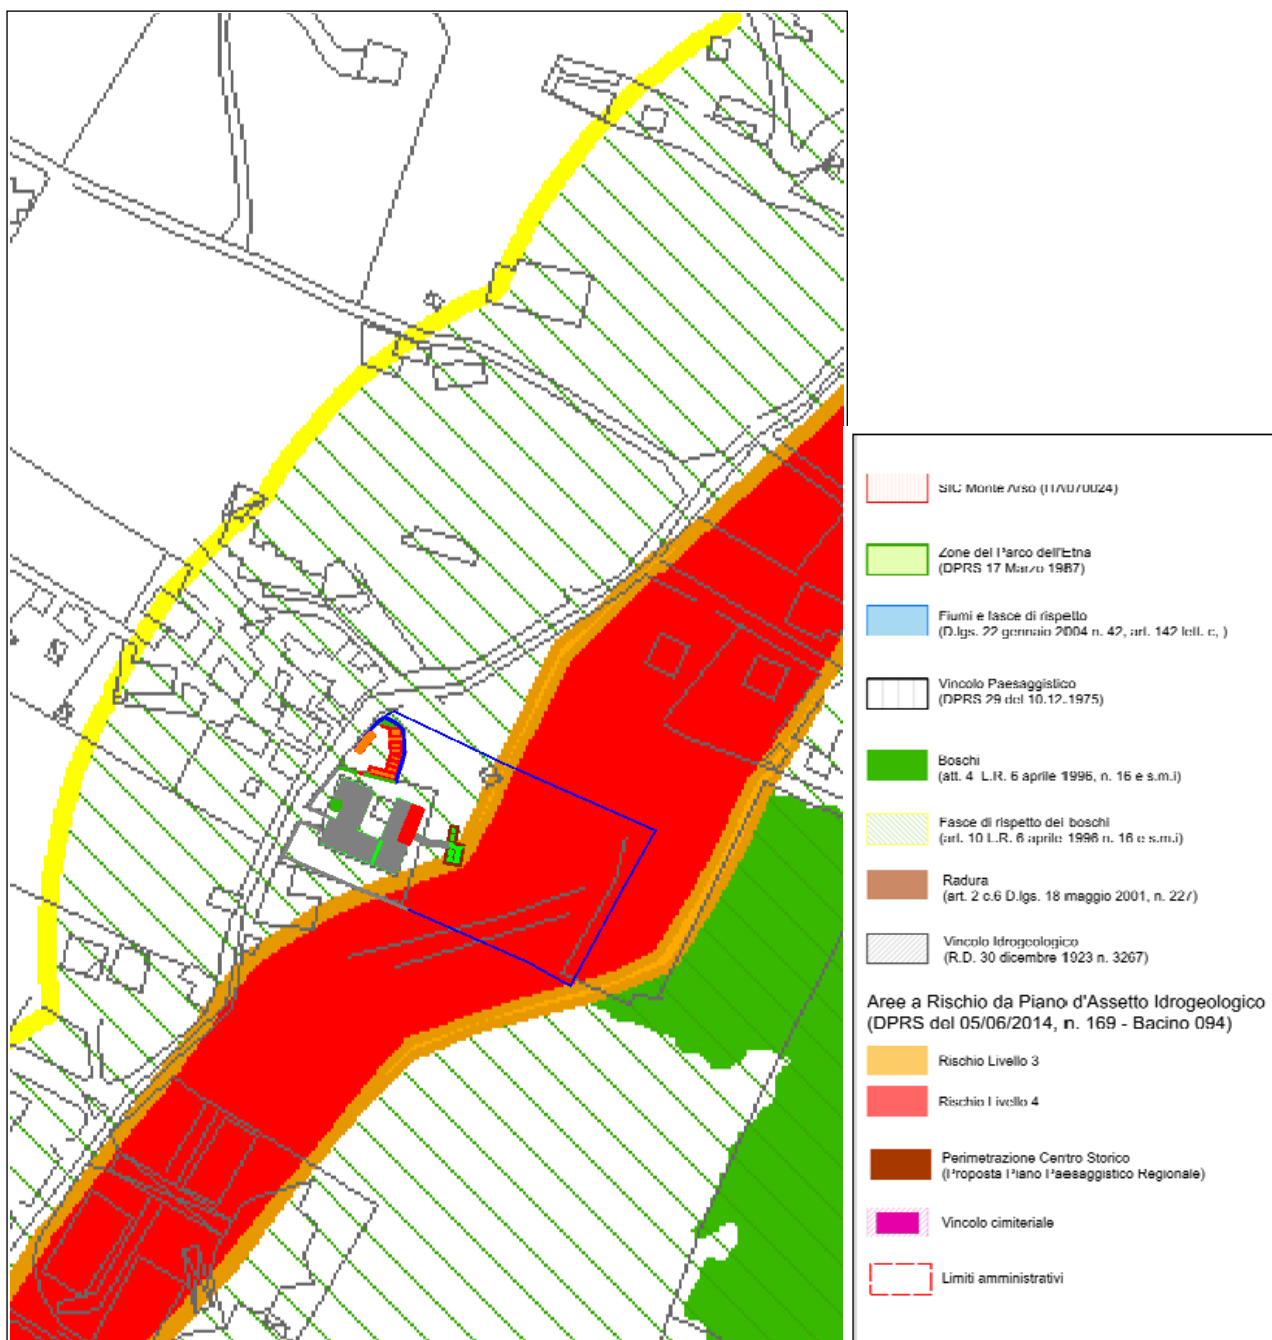 SIC Monte Arso (ITA070024)
Zone del Parco dell'Etna
(DPRS 17 Marzo 1987)
Fiumi e fasce di rispetto
(D.lgs. 22 gennaio 2004 n. 42, art. 142 lett. c, )
Vincolo Paesaggistico
(DPRS 29 del 10.12.1975)
Boschi
(att. 4 L.R. 6 aprile 1996, n. 16 e s.m.i)
Fasce di rispetto dei boschi
(art. 10 L.R. 6 aprile 1996 n. 16 e s.m.i)
Radura
(art. 2 c.6 D.lgs. 18 maggio 2001, n. 227)
Vincolo Idrogeologico
(R.D. 30 dicembre 1923 n. 3267)
Aree a Rischio da Piano d'Assetto Idrogeologico
(DPRS del 05/06/2014, n. 169 - Bacino 094)
Rischio Livello 3
Rischio Livello 4
Perimetrazione Centro Storico
(Proposta Piano Paesaggistico Regionale)
Vincolo cimiteriale
Limiti amministrativi